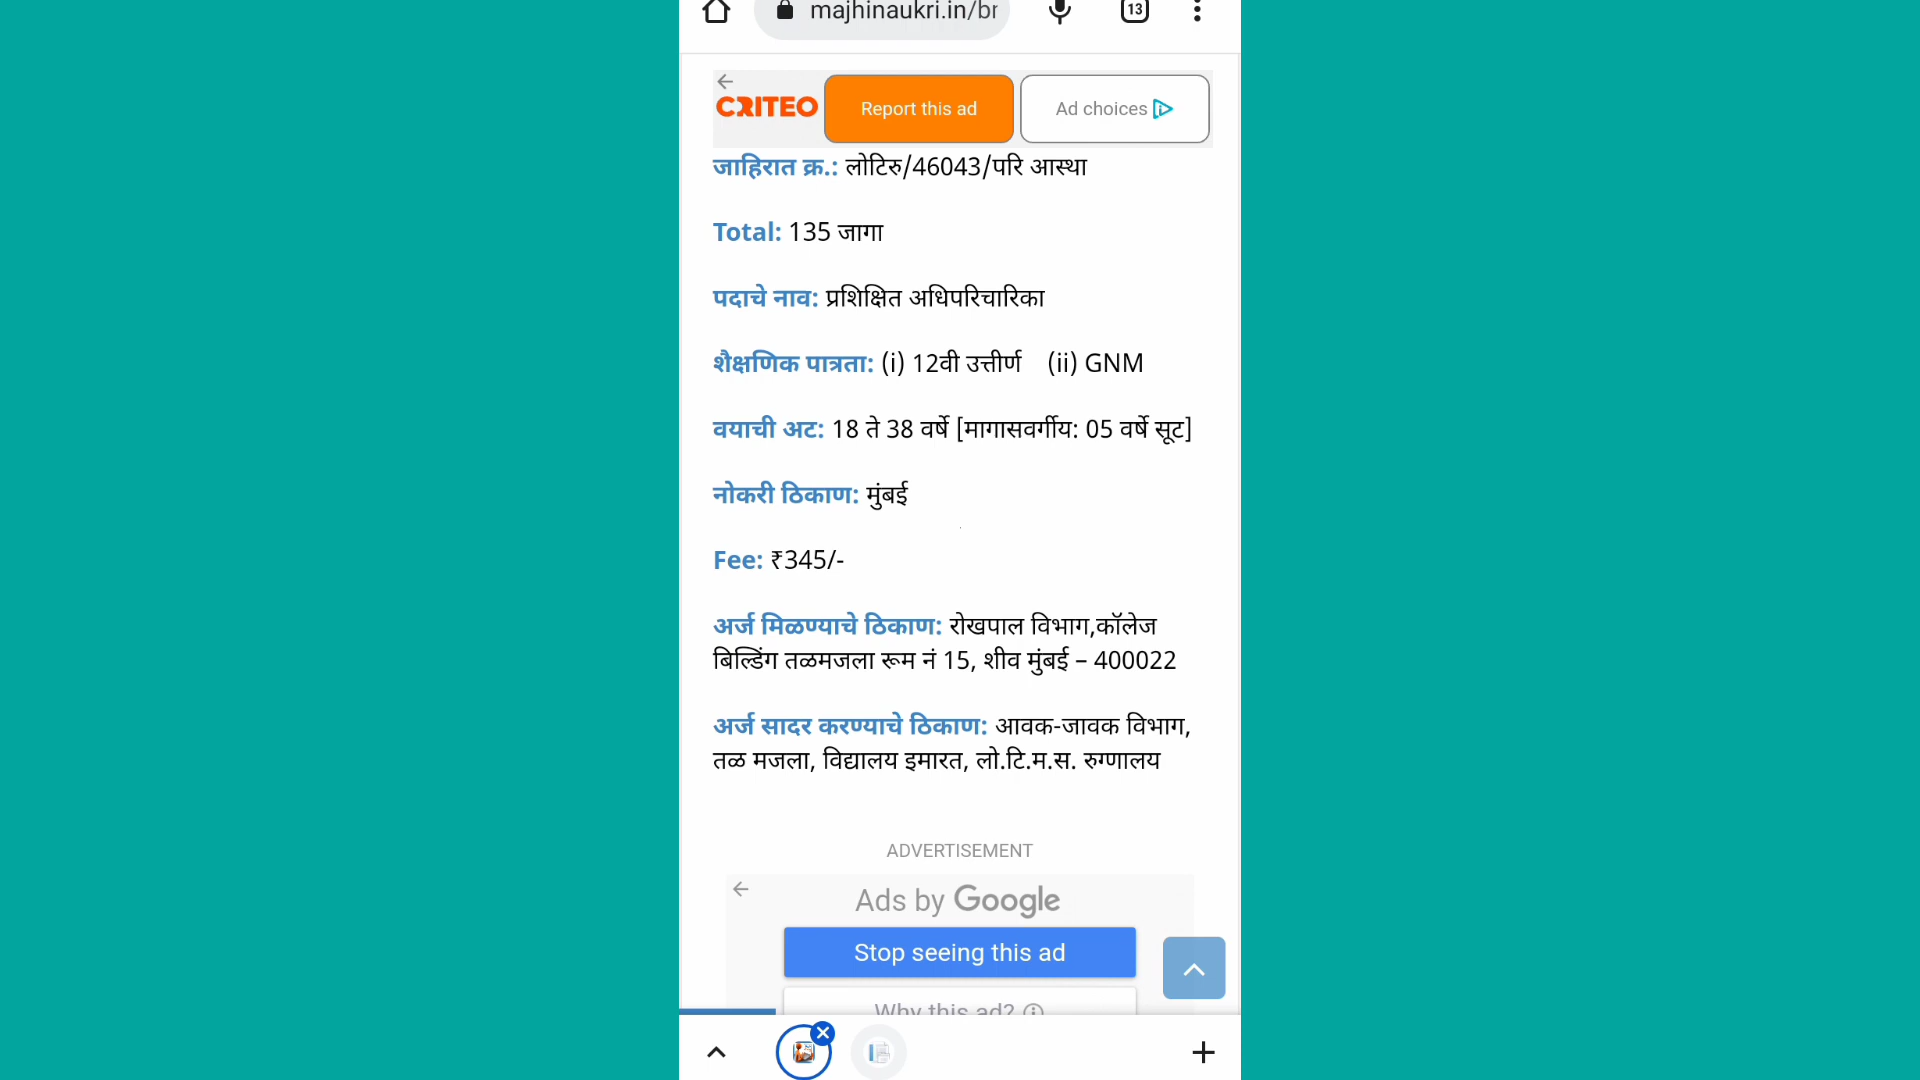 majhinaukri.in/br
13
CRITEO
Report this ad
Ad choices
जाहिरात क्र.: लोटिरु/46043/परि आस्था
Total: 135 जागा
पदाचे नाव: प्रशिक्षित अधिपरिचारिका
शैक्षणिक पात्रता: (i) 12वी उत्तीर्ण (ii) GNM
वयाची अट: 18 ते 38 वर्षे [मागासवर्गीय: 05 वर्षे सूट]
नोकरी ठिकाण: मुंबई
Fee: ₹345/-
अर्ज मिळण्याचे ठिकाण: रोखपाल विभाग,कॉलेज
बिल्डिंग तळमजला रूम नं 15, शीव मुंबई – 400022
अर्ज सादर करण्याचे ठिकाण: आवक-जावक विभाग,
तळ मजला, विद्यालय इमारत, लो.टि.म.स. रुग्णालय
ADVERTISEMENT
Ads by Google
Stop seeing this ad
Why this ad?